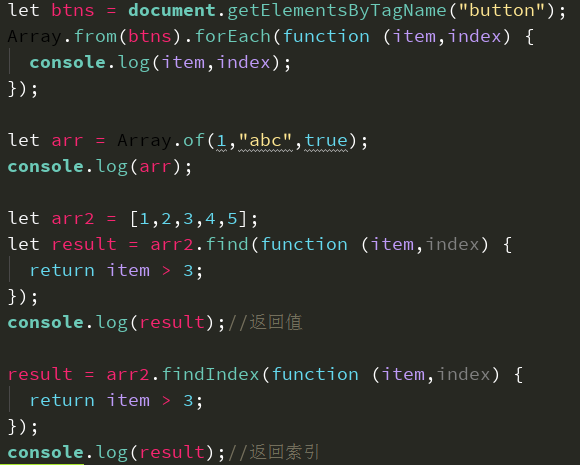 let btns = document.getElementsByTagName("button");
Array.from(btns).forEach(function (item,index) {
  console.log(item,index);
});

let arr = Array.of(1,"abc",true);
console.log(arr);

let arr2 = [1,2,3,4,5];
let result = arr2.find(function (item,index) {
  return item > 3;
});
console.log(result);//返回值

result = arr2.findIndex(function (item,index) {
  return item > 3;
});
console.log(result);//返回索引